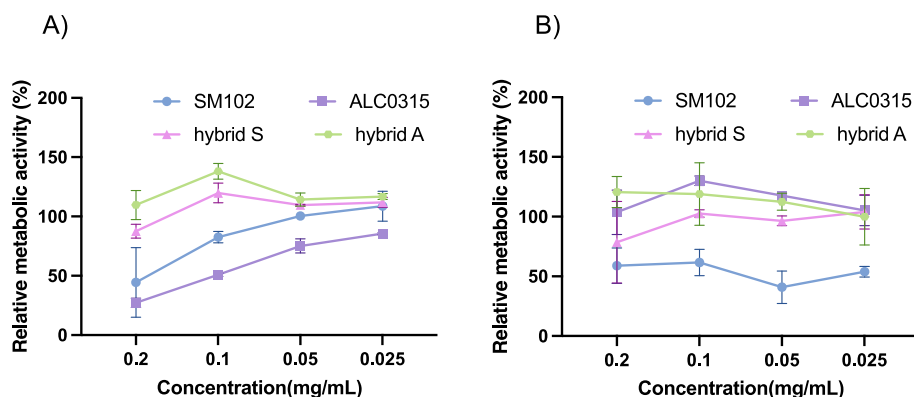 A)
Relative metabolic activity (%)
200
150
100
50
0
SM102
ALC0315
hybrid S
hybrid A
0.2
0.1
0.05
0.025
Concentration(mg/mL)
B)
Relative metabolic activity (%)
200
150
100
50
0
SM102
ALC0315
hybrid S
hybrid A
0.2
0.1
0.05
0.025
Concentration(mg/mL)